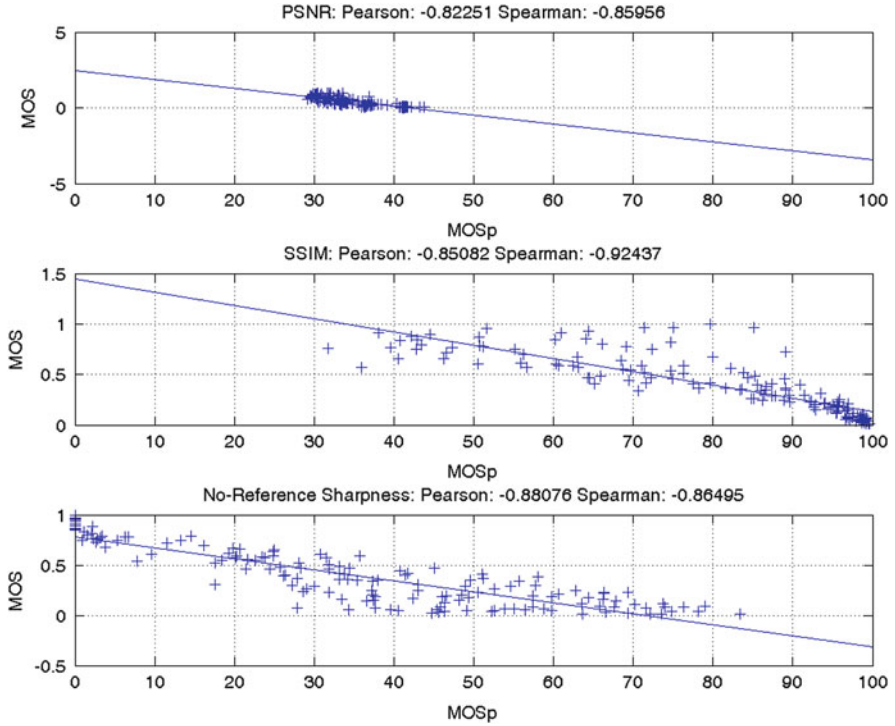 PSNR: Pearson: -0.82251 Spearman: -0.85956
5
0
-5
MOS
0 10 20 30 40 50 60 70 80 90 100
MOSp
SSIM: Pearson: -0.85082 Spearman: -0.92437
1.5
1
0.5
0
MOS
0 10 20 30 40 50 60 70 80 90 100
MOSp
No-Reference Sharpness: Pearson: -0.88076 Spearman: -0.86495
1
0.5
0
-0.5
MOS
0 10 20 30 40 50 60 70 80 90 100
MOSp